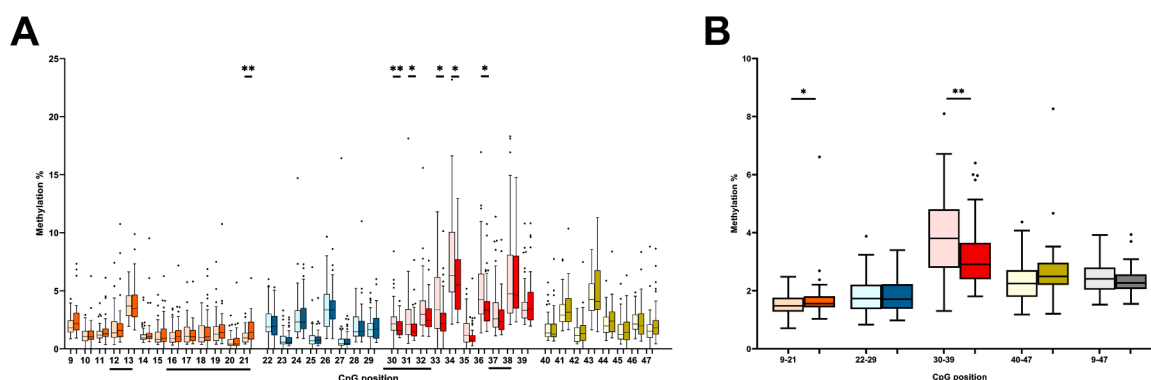 A
B
Methylation %
25
20
15
10
5
0
** ** * * * *
9 10 11 12 13 14 15 16 17 18 19 20 21 22 23 24 25 26 27 28 29 30 31 32 33 34 35 36 37 38 39 40 41 42 43 44 45 46 47
CpG position
Methylation %
10
8
6
4
2
0
* **
9-21 22-29 30-39 40-47 9-47
CpG position